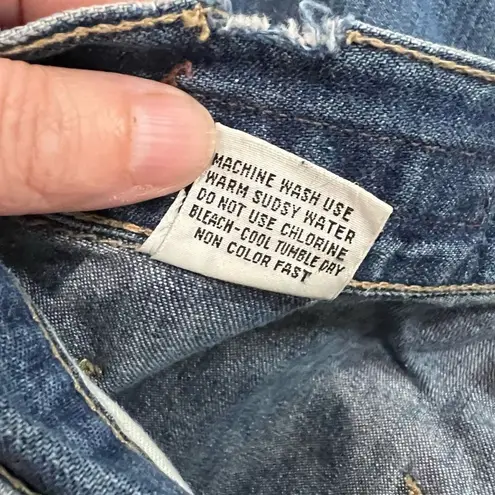 MACHINE WASH USE
WARM SUDSY WATER
DO NOT USE CHLORINE
BLEACH-COOL TUMBLE DRY
NON COLOR FAST